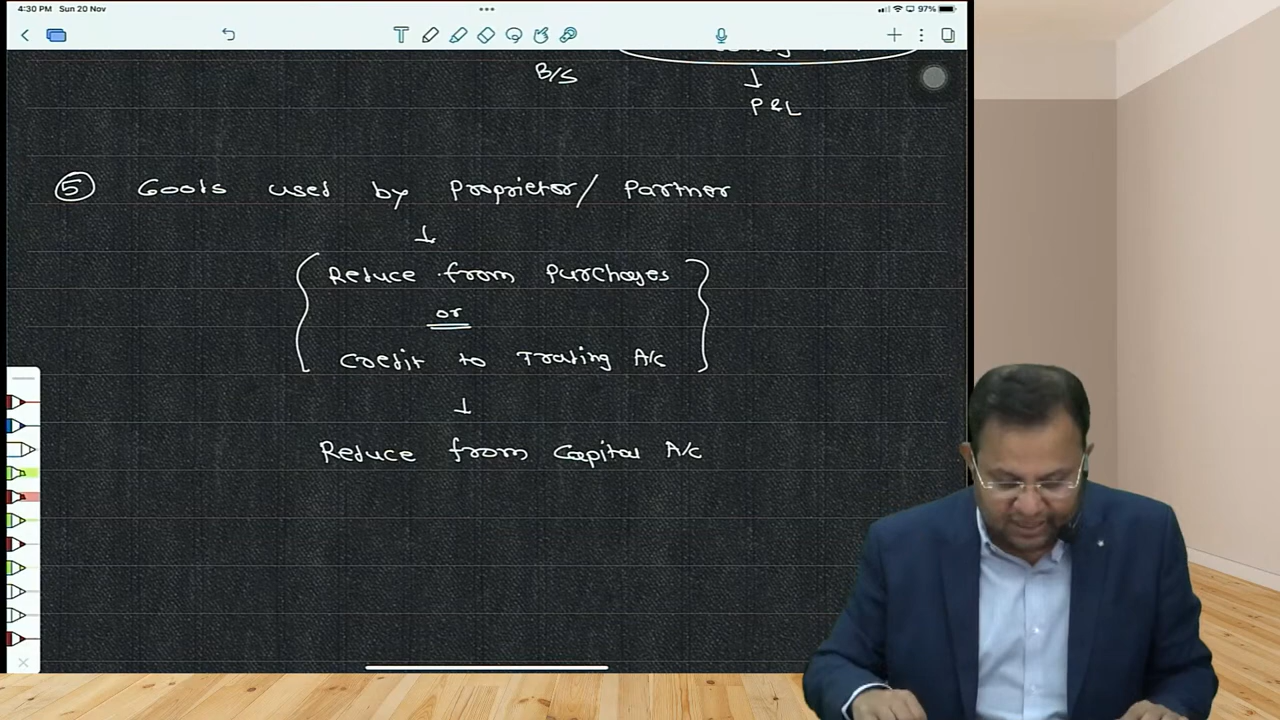 4:30 PM Sun 20 Nov
97%
B/S
P&L
5 Goods used by Proprietor/ Partner
Reduce from Purchases
or
Credit to Trading A/c
Reduce from Capital A/c